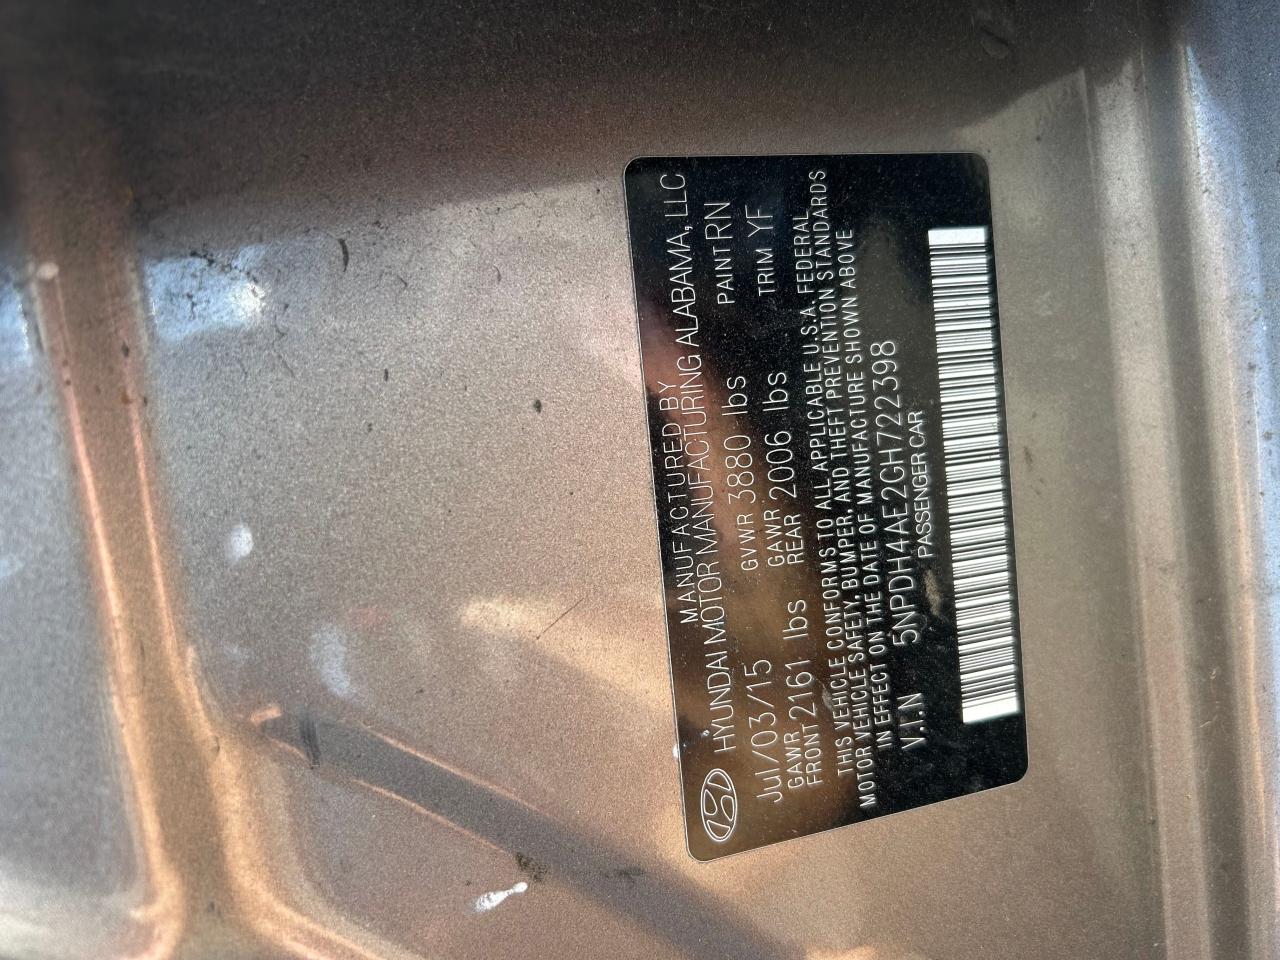 MANUFACTURED BY
HYUNDAI MOTOR MANUFACTURING ALABAMA, LLC
Jul/03/15 GVWR 3880 lbs PAINT RN
GAWR FRONT 2161 lbs GAWR REAR 2006 lbs TRIM YF
THIS VEHICLE CONFORMS TO ALL APPLICABLE U.S.A. FEDERAL
MOTOR VEHICLE SAFETY, BUMPER, AND THEFT PREVENTION STANDARDS
IN EFFECT ON THE DATE OF MANUFACTURE SHOWN ABOVE
V.I.N 5NPDH4AE2GH722398
PASSENGER CAR